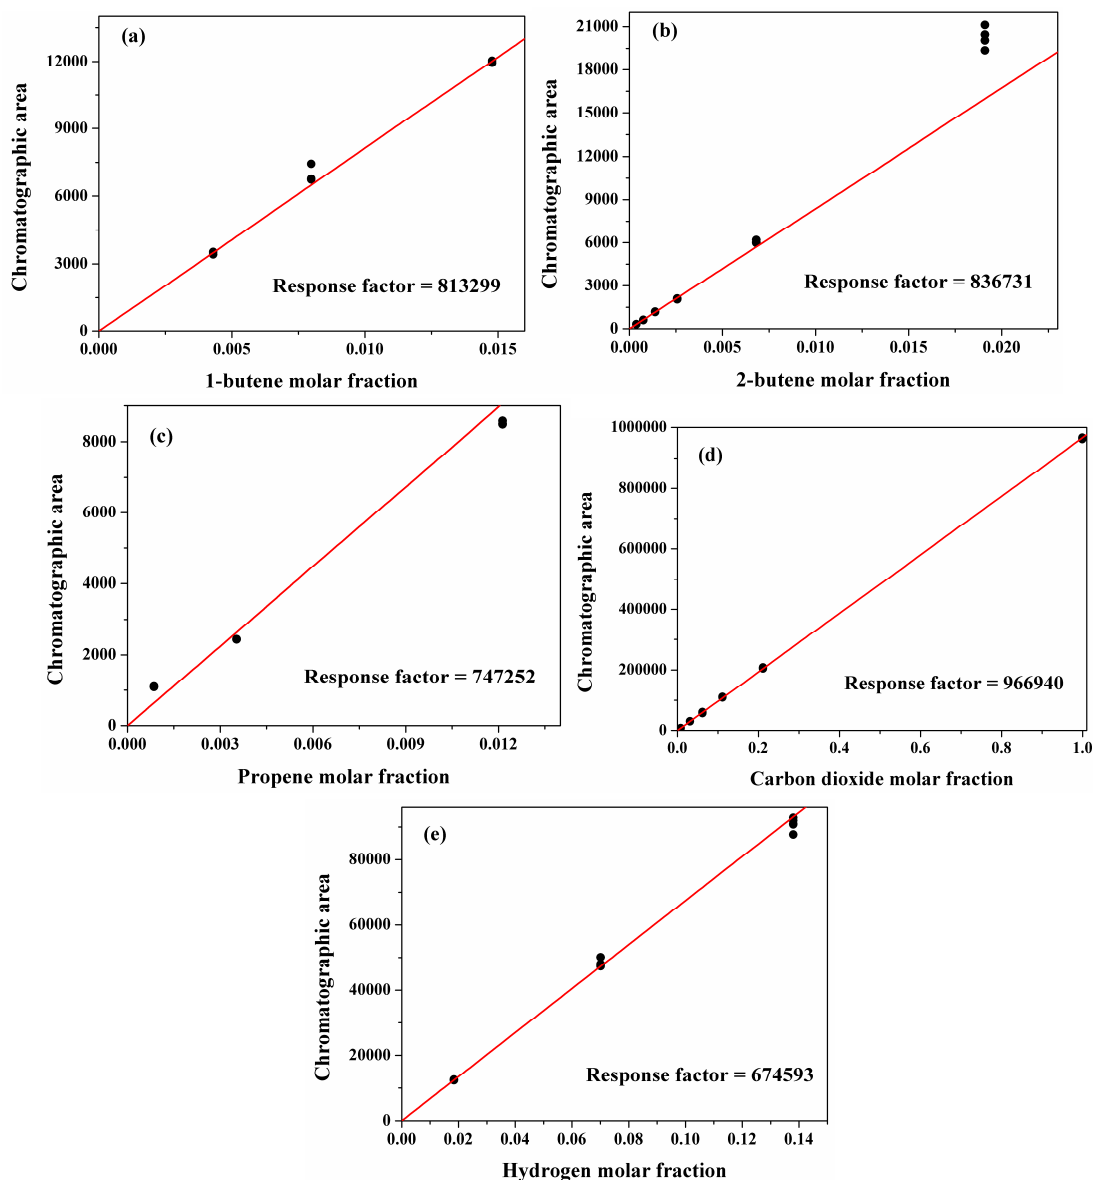 (a)
Chromatographic area
12000
9000
6000
3000
0
Response factor = 813299
0.000 0.005 0.010 0.015
1-butene molar fraction
(b)
Chromatographic area
21000
18000
15000
12000
9000
6000
3000
0
Response factor = 836731
0.000 0.005 0.010 0.015 0.020
2-butene molar fraction
(c)
Chromatographic area
8000
6000
4000
2000
0
Response factor = 747252
0.000 0.003 0.006 0.009 0.012
Propene molar fraction
(d)
Chromatographic area
1000000
800000
600000
400000
200000
0
Response factor = 966940
0.0 0.2 0.4 0.6 0.8 1.0
Carbon dioxide molar fraction
(e)
Chromatographic area
80000
60000
40000
20000
0
Response factor = 674593
0.00 0.02 0.04 0.06 0.08 0.10 0.12 0.14
Hydrogen molar fraction